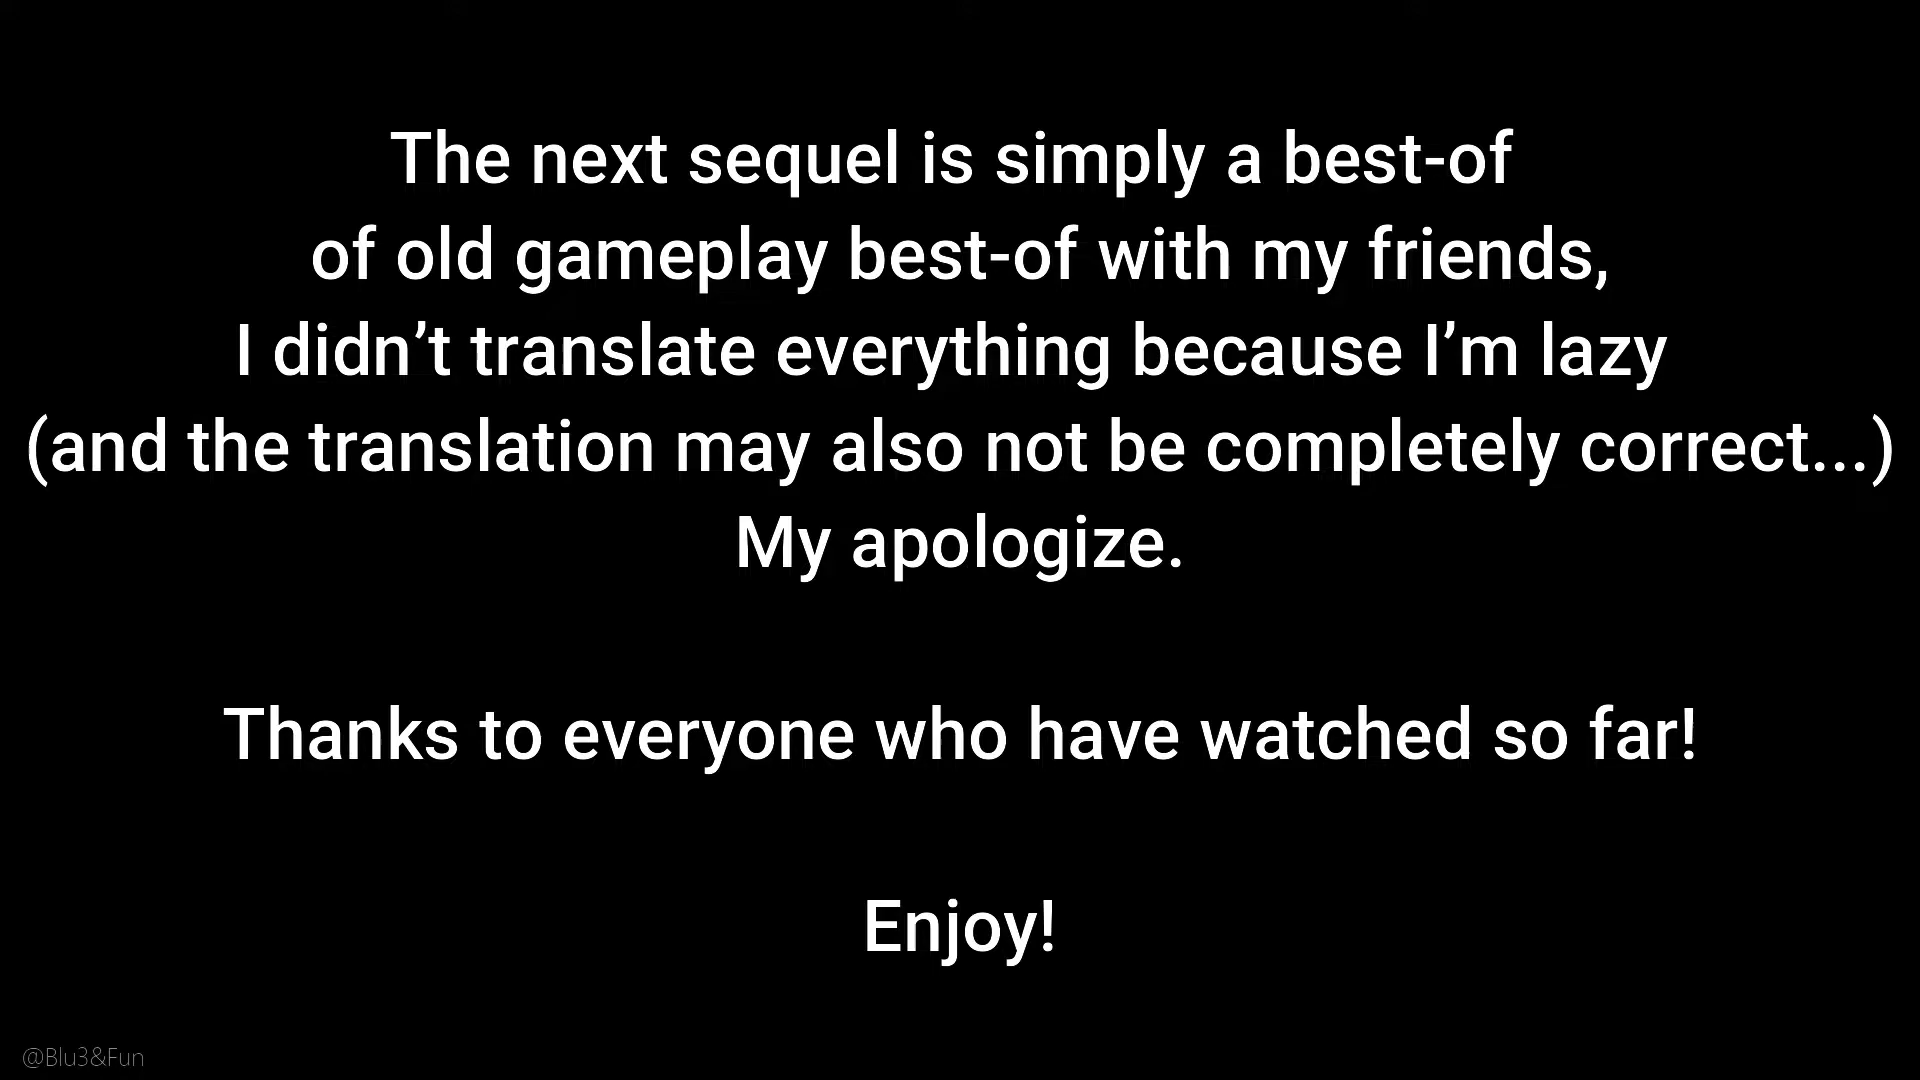 The next sequel is simply a best-of
of old gameplay best-of with my friends,
I didn’t translate everything because I’m lazy
(and the translation may also not be completely correct...)
My apologize.
Thanks to everyone who have watched so far!
Enjoy!
@Blu3&Fun